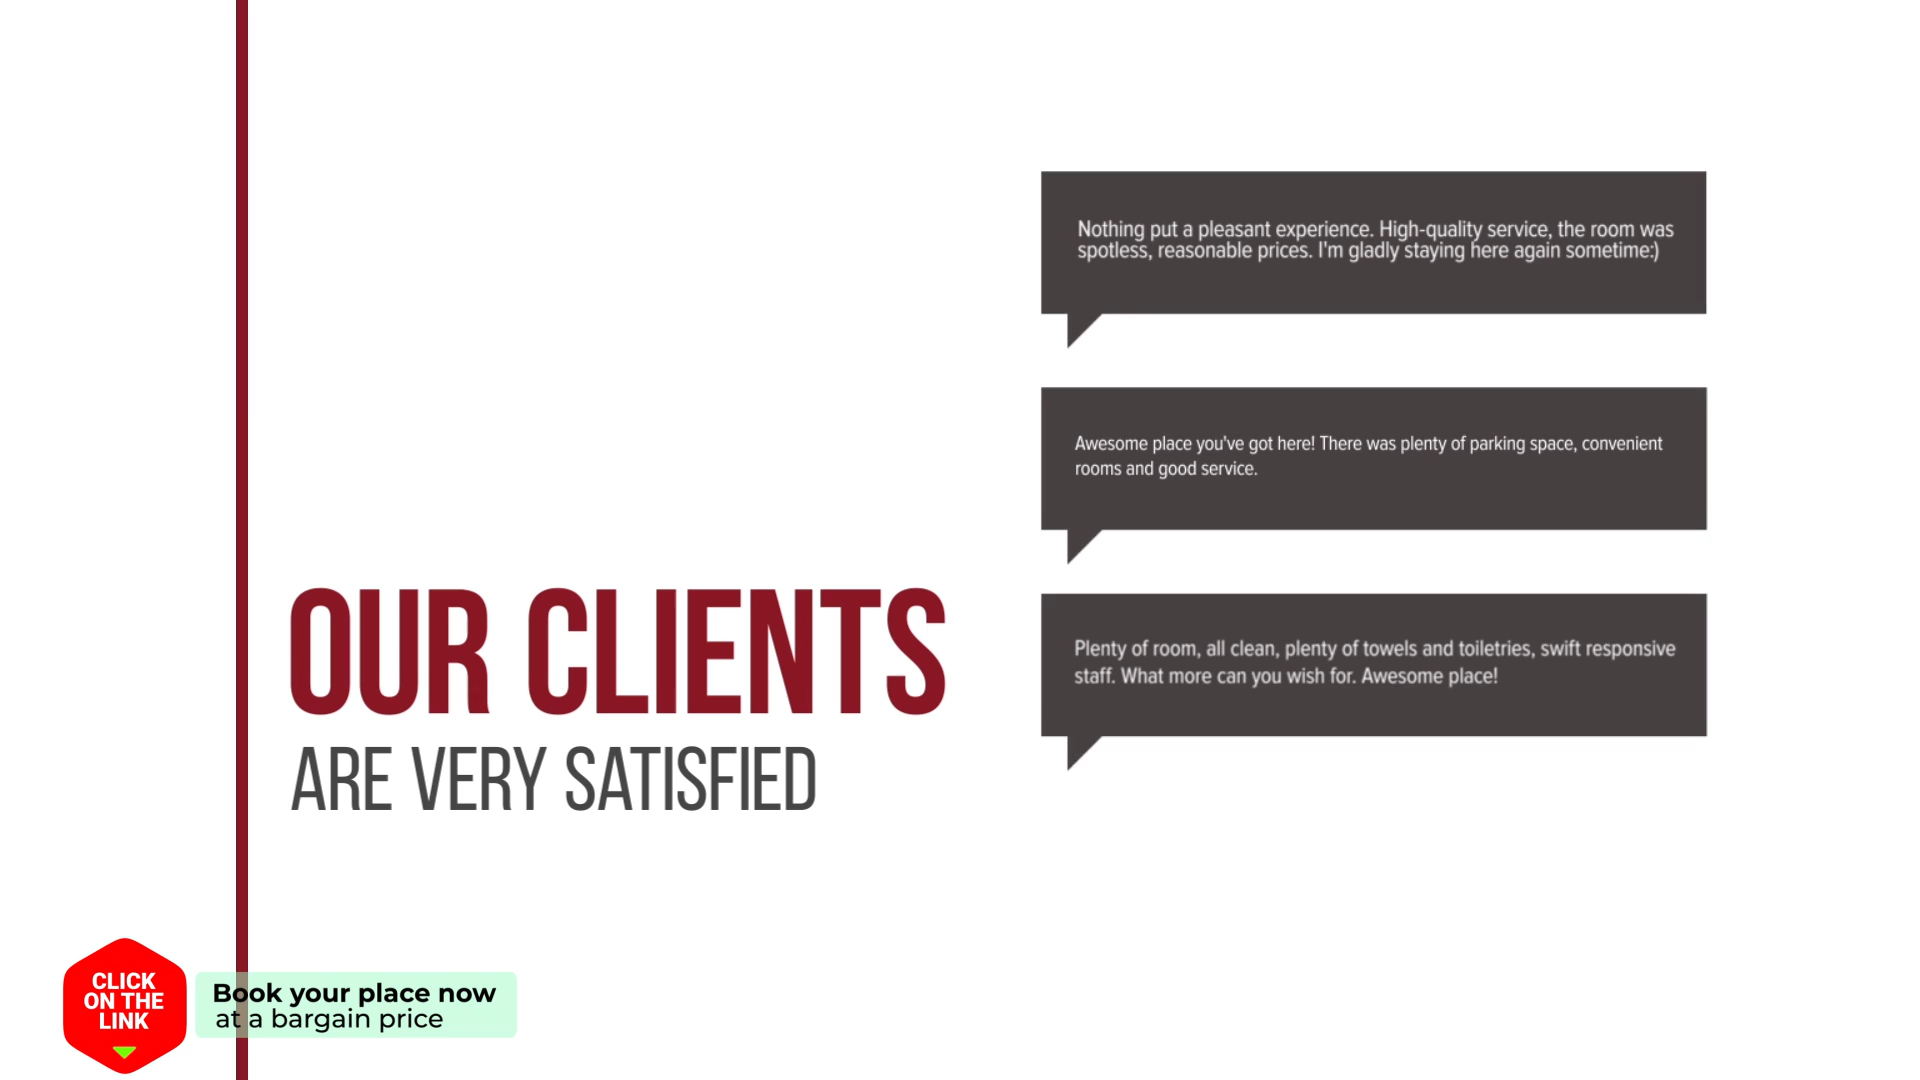 Nothing put a pleasant experience. High-quality service, the room was
spotless, reasonable prices. I'm gladly staying here again sometime:)
Awesome place you've got here! There was plenty of parking space, convenient
rooms and good service.
OUR CLIENTS
ARE VERY SATISFIED
Plenty of room, all clean, plenty of towels and toiletries, swift responsive
staff. What more can you wish for. Awesome place!
CLICK
ON THE
LINK
Book your place now
at a bargain price